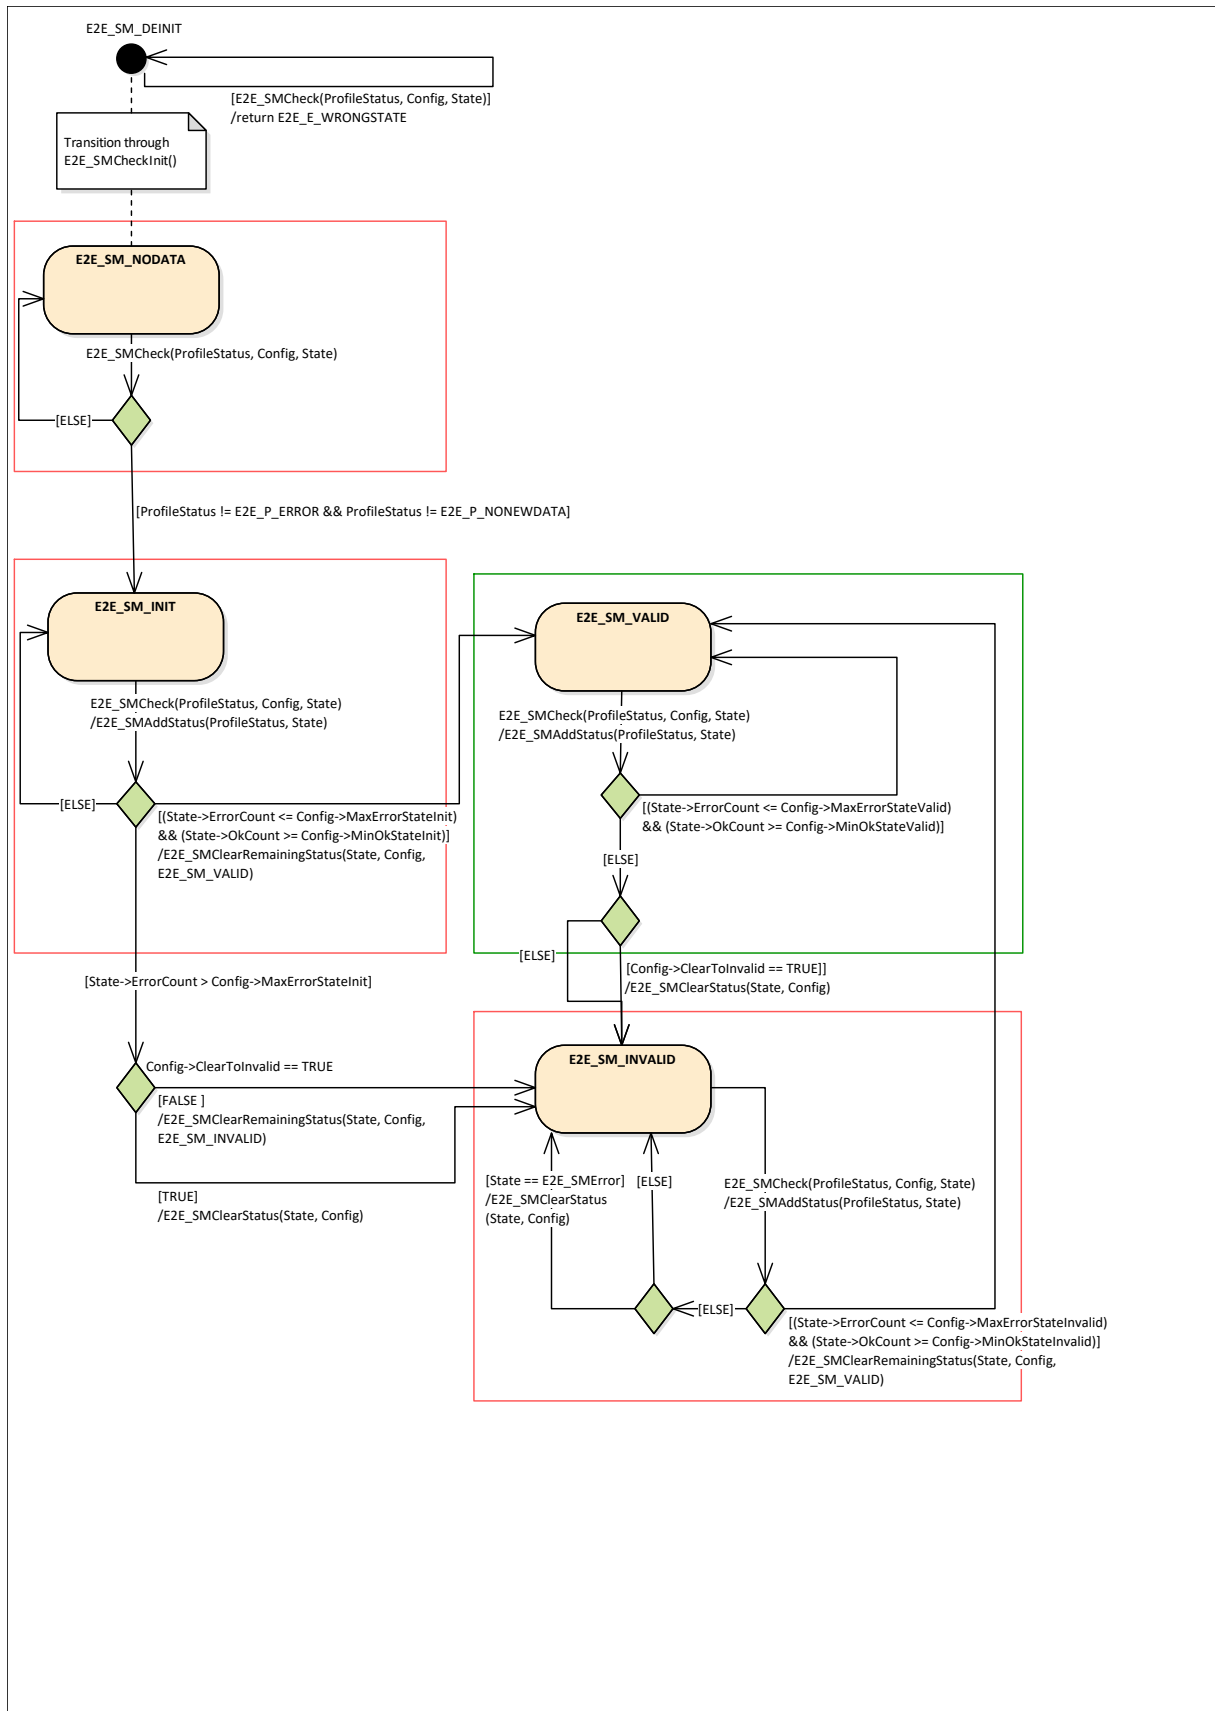 E2E_SM_DEINIT
[E2E_SMCheck(ProfileStatus, Config, State)]
/return E2E_E_WRONGSTATE
Transition through
E2E_SMCheckInit()
E2E_SM_NODATA
E2E_SMCheck(ProfileStatus, Config, State)
[ELSE]
[ProfileStatus != E2E_P_ERROR && ProfileStatus != E2E_P_NONEWDATA]
E2E_SM_INIT
E2E_SMCheck(ProfileStatus, Config, State)
/E2E_SMAddStatus(ProfileStatus, State)
[ELSE]
[(State->ErrorCount <= Config->MaxErrorStateInit)
&& (State->OkCount >= Config->MinOkStateInit)]
/E2E_SMClearRemainingStatus(State, Config,
E2E_SM_VALID)
E2E_SM_VALID
E2E_SMCheck(ProfileStatus, Config, State)
/E2E_SMAddStatus(ProfileStatus, State)
[(State->ErrorCount <= Config->MaxErrorStateValid)
&& (State->OkCount >= Config->MinOkStateValid)]
[ELSE]
[ELSE]
[Config->ClearToInvalid == TRUE]]
/E2E_SMClearStatus(State, Config)
[State->ErrorCount > Config->MaxErrorStateInit]
Config->ClearToInvalid == TRUE
[FALSE ]
/E2E_SMClearRemainingStatus(State, Config,
E2E_SM_INVALID)
[TRUE]
/E2E_SMClearStatus(State, Config)
E2E_SM_INVALID
[State == E2E_SMError]
/E2E_SMClearStatus
(State, Config)
[ELSE]
E2E_SMCheck(ProfileStatus, Config, State)
/E2E_SMAddStatus(ProfileStatus, State)
[ELSE]
[(State->ErrorCount <= Config->MaxErrorStateInvalid)
&& (State->OkCount >= Config->MinOkStateInvalid)]
/E2E_SMClearRemainingStatus(State, Config,
E2E_SM_VALID)